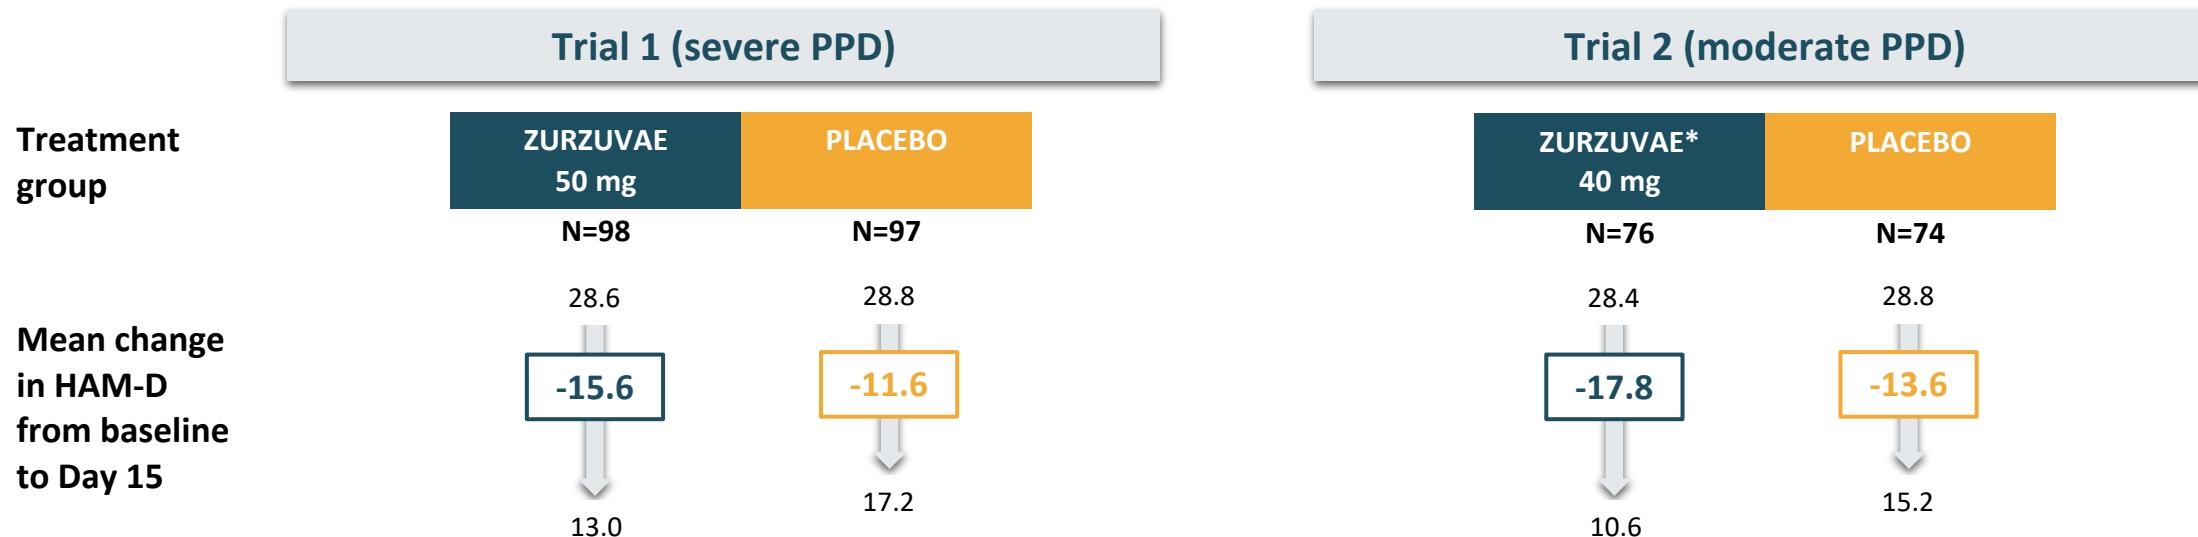 Trial 1 (severe PPD)
Trial 2 (moderate PPD)
Treatment
group
ZURZUVAE
50 mg
PLACEBO
ZURZUVAE*
40 mg
PLACEBO
N=98
N=97
N=76
N=74
Mean change
in HAM-D
from baseline
to Day 15
28.6
28.8
28.4
28.8
-15.6
-11.6
-17.8
-13.6
13.0
17.2
10.6
15.2